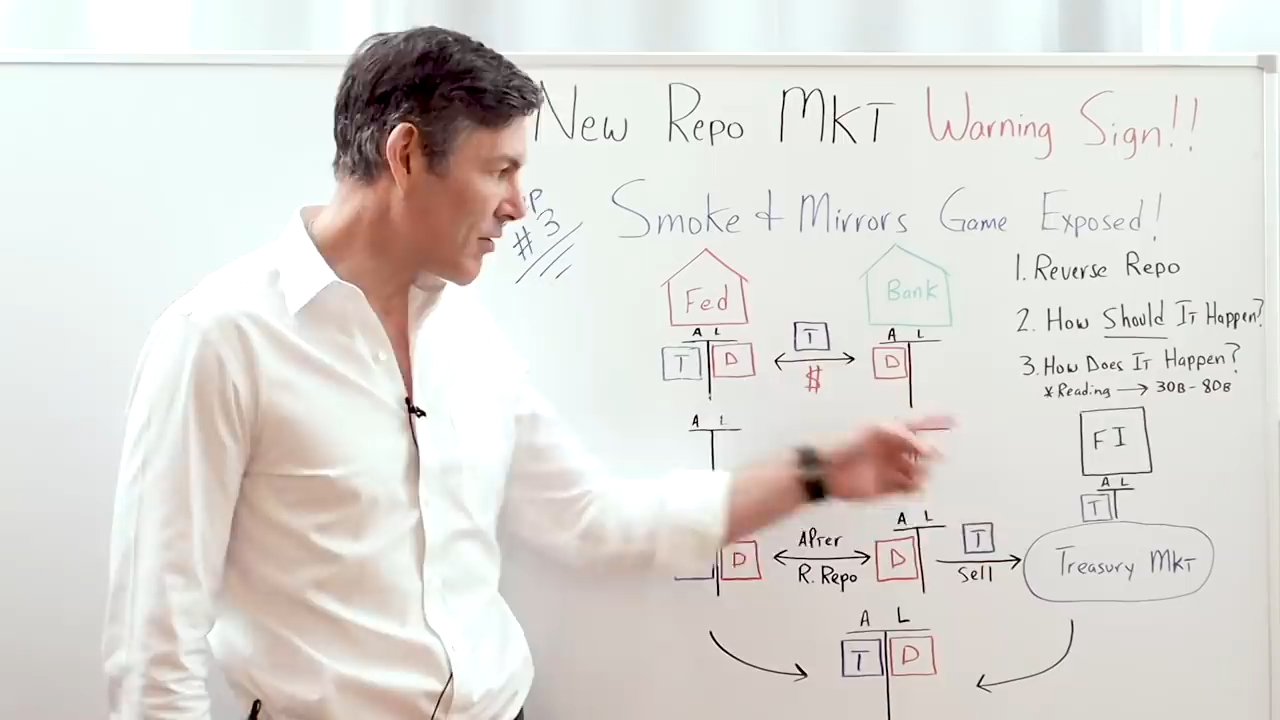 New Repo MKT Warning Sign!!
#3
Smoke & Mirrors Game Exposed!
Fed
Bank
1. Reverse Repo
2. How Should It Happen?
3. How Does It Happen?
* Reading → 30B - 80B
A L
T D
T
$
A L
D
A L
FI
A L
T
D
After
R. Repo
A L
D
T
Sell
Treasury MKT
A L
T D